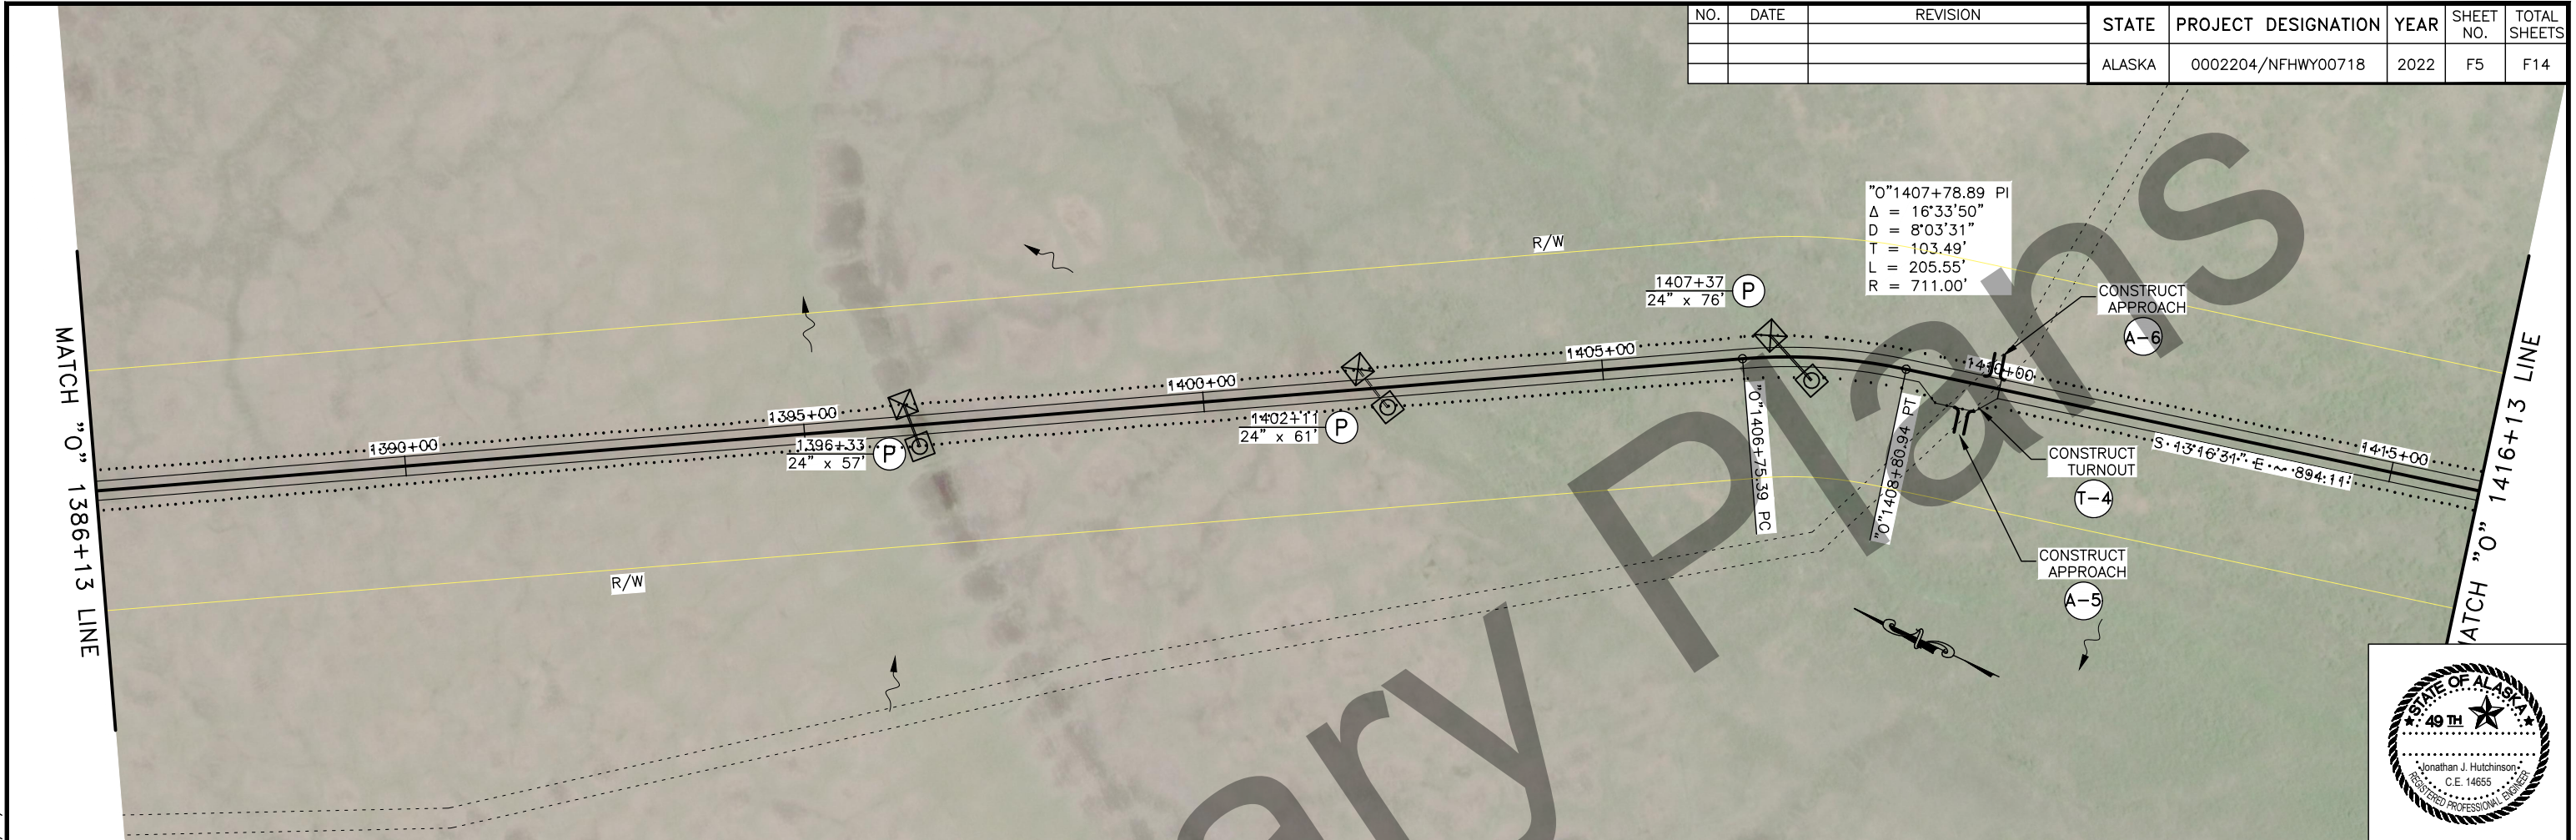 NO. DATE REVISION
STATE PROJECT DESIGNATION YEAR SHEET NO. TOTAL SHEETS
ALASKA 0002204/NFHWY00718 2022 F5 F14
"O"1407+78.89 PI
Δ = 16°33'50"
D = 8°03'31"
T = 103.49'
L = 205.55'
R = 711.00'
R/W
1407+37
24" x 76'
P
CONSTRUCT
APPROACH
A-6
MATCH "O" 1386+13 LINE
1390+00
1395+00
1400+00
1405+00
1410+00
1415+00
1396+33
24" x 57'
P
1402+11
24" x 61'
P
"O"1406+75.39 PC
"O"1408+80.94 PT
S 13°16'31" E ~ 894.11'
CONSTRUCT
TURNOUT
T-4
CONSTRUCT
APPROACH
A-5
R/W
MATCH "O" 1416+13 LINE
ary Plans
STATE OF ALASKA
49 TH
Jonathan J. Hutchinson
C.E. 14655
REGISTERED PROFESSIONAL ENGINEER